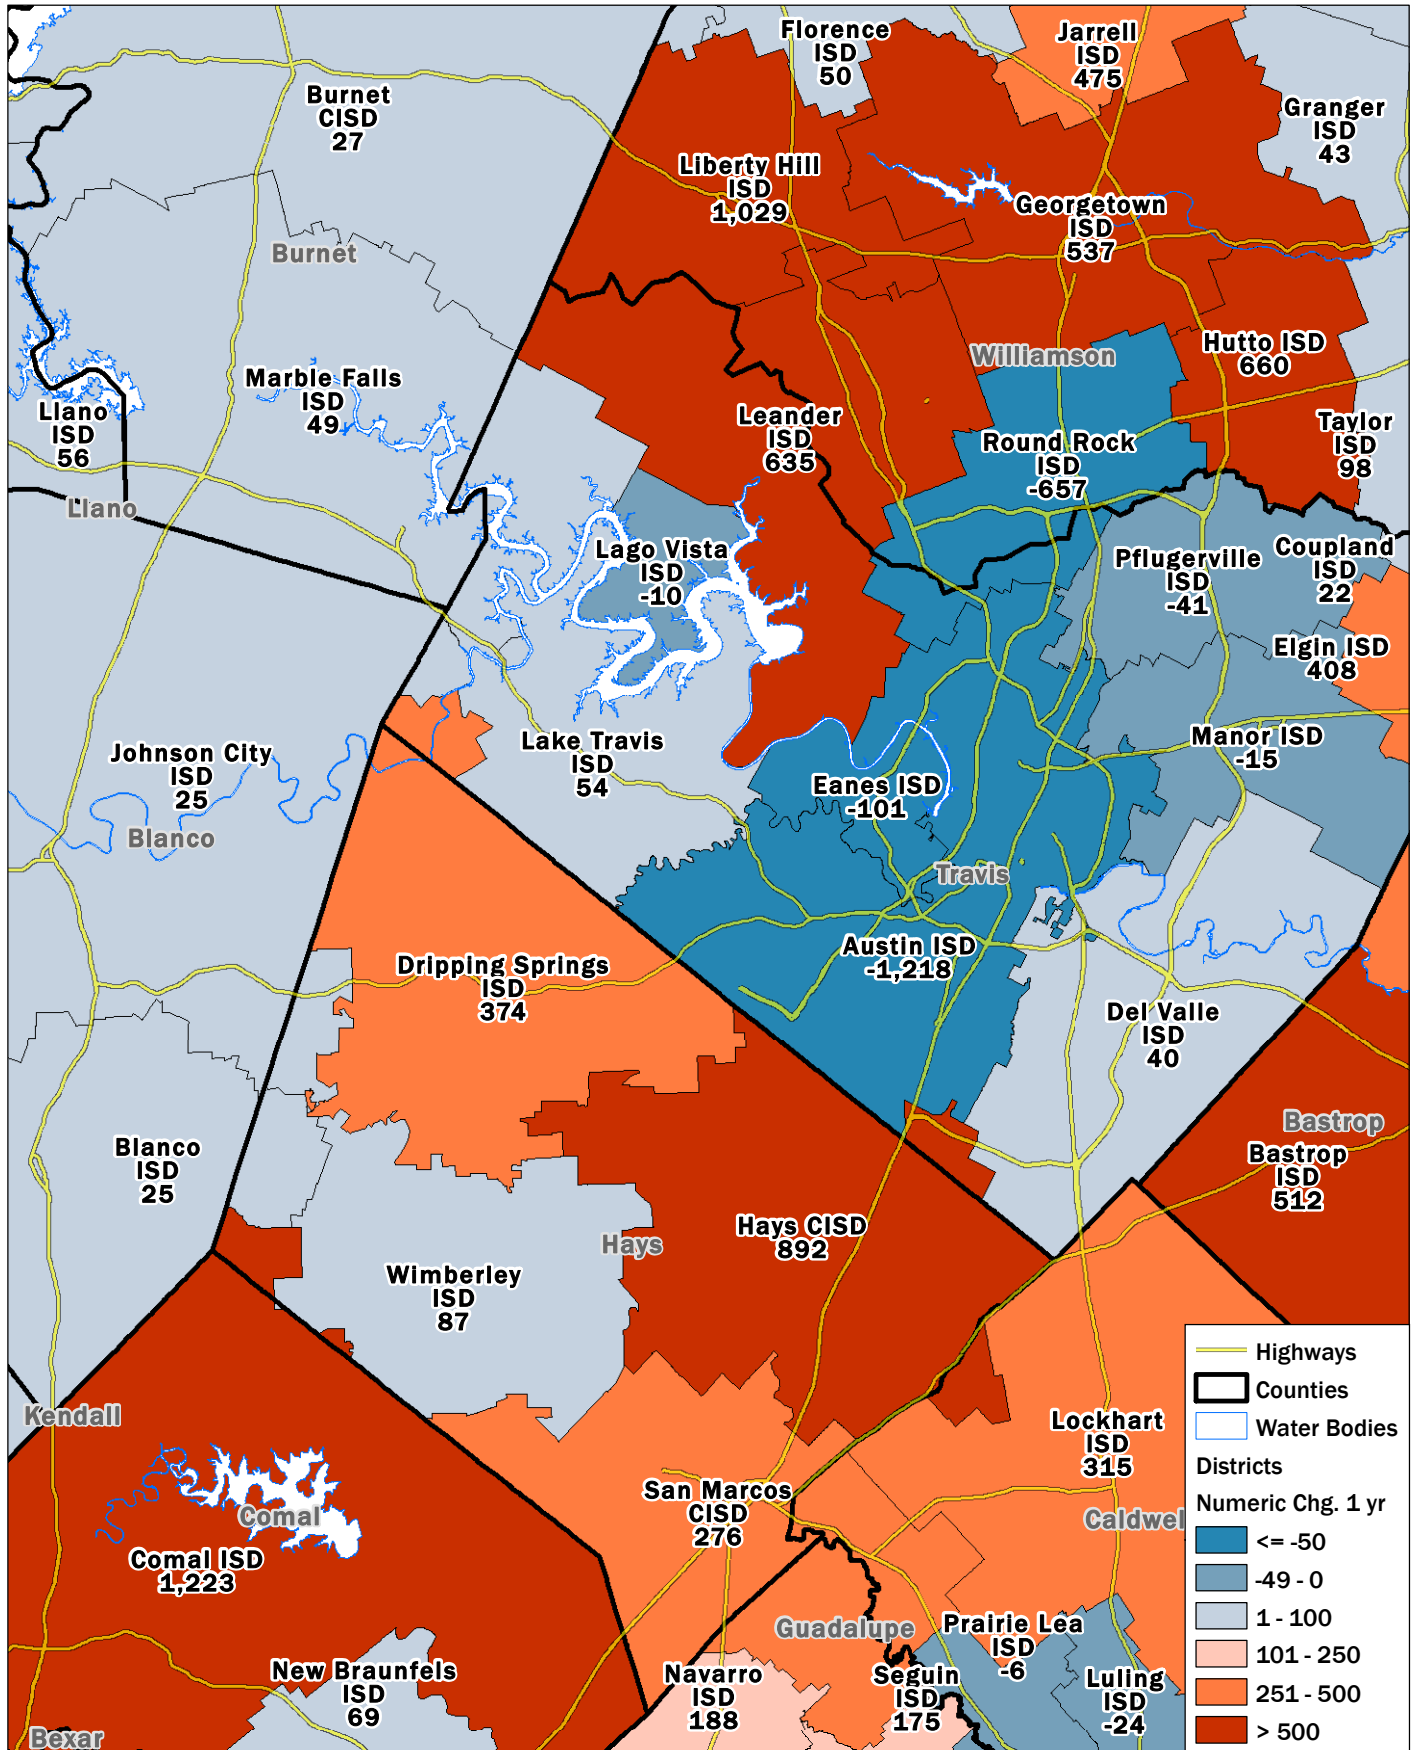 Florence
ISD
50
Jarrell
ISD
475
Burnet
CISD
27
Granger
ISD
43
Liberty Hill
ISD
1,029
Georgetown
ISD
537
Burnet
Williamson
Hutto ISD
660
Marble Falls
ISD
49
Llano
ISD
56
Leander
ISD
635
Taylor
ISD
98
Round Rock
ISD
-657
Llano
Lago Vista
ISD
-10
Pflugerville
ISD
-41
Coupland
ISD
22
Elgin ISD
408
Johnson City
ISD
25
Lake Travis
ISD
54
Manor ISD
-15
Eanes ISD
-101
Blanco
Travis
Austin ISD
-1,218
Dripping Springs
ISD
374
Del Valle
ISD
40
Bastrop
Blanco
ISD
25
Bastrop
ISD
512
Hays CISD
892
Hays
Wimberley
ISD
87
Kendall
Lockhart
ISD
315
San Marcos
CISD
276
Comal
Caldwel
Comal ISD
1,223
Guadalupe
Prairie Lea
ISD
-6
New Braunfels
ISD
69
Navarro
ISD
188
Seguin
ISD
175
Luling
ISD
-24
Bexar
Highways
Counties
Water Bodies
Districts
Numeric Chg. 1 yr
<= -50
-49 - 0
1 - 100
101 - 250
251 - 500
> 500